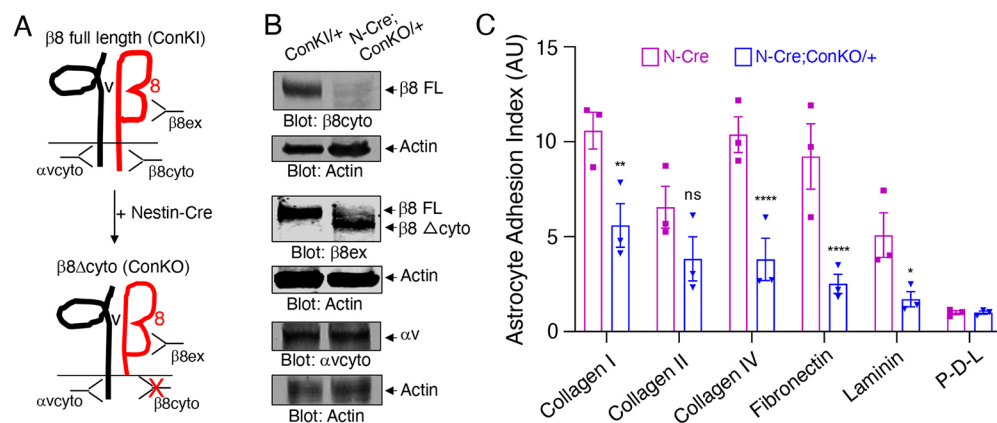 A
β8 full length (ConKI)
v
8
β8ex
αvcyto
β8cyto
+ Nestin-Cre
β8Δcyto (ConKO)
v
8
β8ex
αvcyto
β8cyto
B
ConKI/+
N-Cre;
ConKO/+
β8 FL
Blot: β8cyto
Actin
Blot: Actin
β8 FL
β8 Δcyto
Blot: β8ex
Actin
Blot: Actin
αv
Blot: αvcyto
Actin
Blot: Actin
C
Astrocyte Adhesion Index (AU)
15
10
5
0
N-Cre
N-Cre;ConKO/+
**
ns
****
****
*
Collagen I
Collagen II
Collagen IV
Fibronectin
Laminin
P-D-L